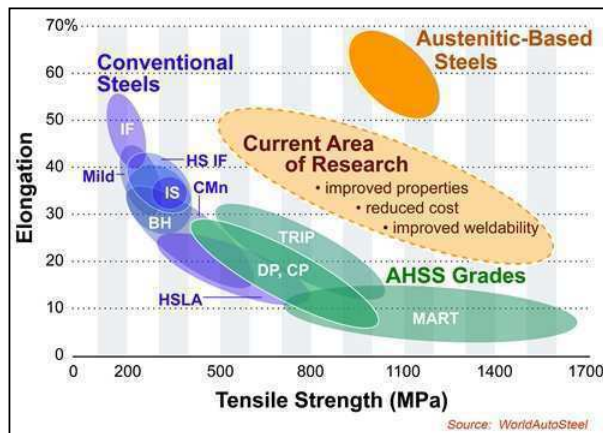 70%
60
50
40
30
20
10
0
Elongation
Conventional
Steels
Austenitic-Based
Steels
IF
Mild
HS IF
IS
CMn
BH
HSLA
Current Area
of Research
• improved properties
• reduced cost
• improved weldability
TRIP
DP, CP
AHSS Grades
MART
0 200 500 800 1100 1400 1700
Tensile Strength (MPa)
Source: WorldAutoSteel